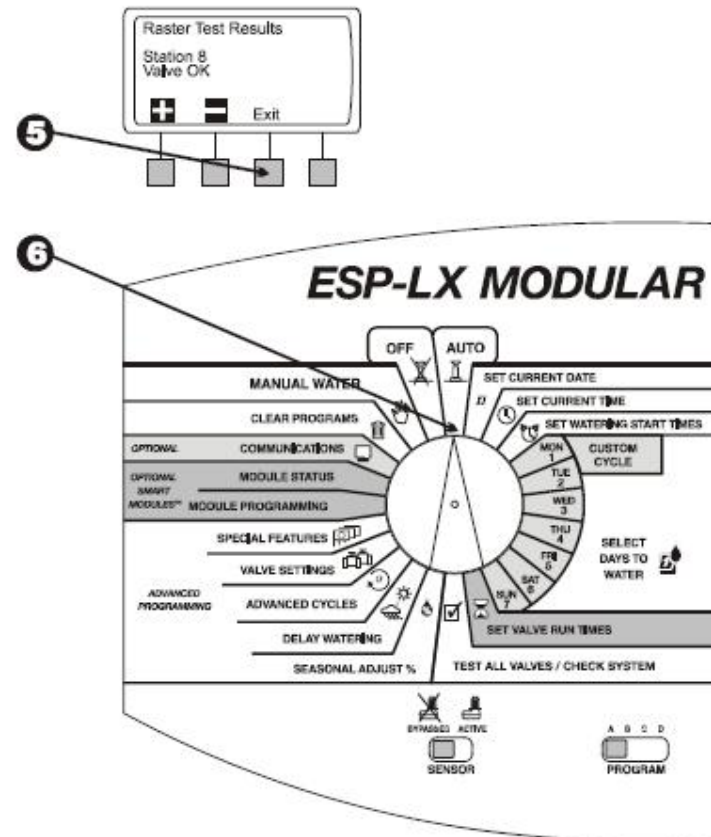 Raster Test Results
Station 8
Valve OK
+ - Exit
5
6
ESP-LX MODULAR
OFF
AUTO
MANUAL WATER
CLEAR PROGRAMS
OPTIONAL
COMMUNICATIONS
OPTIONAL
SMART
MODULES™
MODULE STATUS
MODULE PROGRAMMING
SPECIAL FEATURES
VALVE SETTINGS
ADVANCED
PROGRAMMING
ADVANCED CYCLES
DELAY WATERING
SEASONAL ADJUST %
SET CURRENT DATE
SET CURRENT TIME
SET WATERING START TIMES
MON
1
TUE
2
WED
3
THU
4
FRI
5
SAT
6
SUN
7
CUSTOM
CYCLE
SELECT
DAYS TO
WATER
SET VALVE RUN TIMES
TEST ALL VALVES / CHECK SYSTEM
BYPASSED ACTIVE
SENSOR
A B C D
PROGRAM